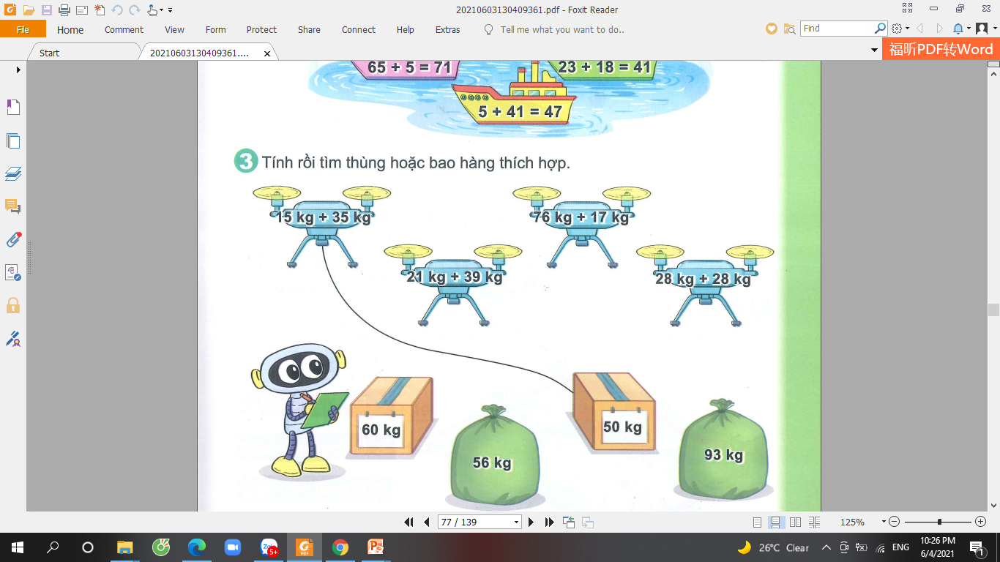 20210603130409361.pdf - Foxit Reader
File Home Comment View Form Protect Share Connect Help Extras Tell me what you want to do.. Find
Start 20210603130409361.... x
福昕PDF转Word
65 + 5 = 71
23 + 18 = 41
5 + 41 = 47
3 Tính rồi tìm thùng hoặc bao hàng thích hợp.
15 kg + 35 kg
76 kg + 17 kg
21 kg + 39 kg
28 kg + 28 kg
60 kg
50 kg
56 kg
93 kg
77 / 139
125%
Zalo
5+
PDF
26°C Clear
ENG
10:26 PM
6/4/2021
1